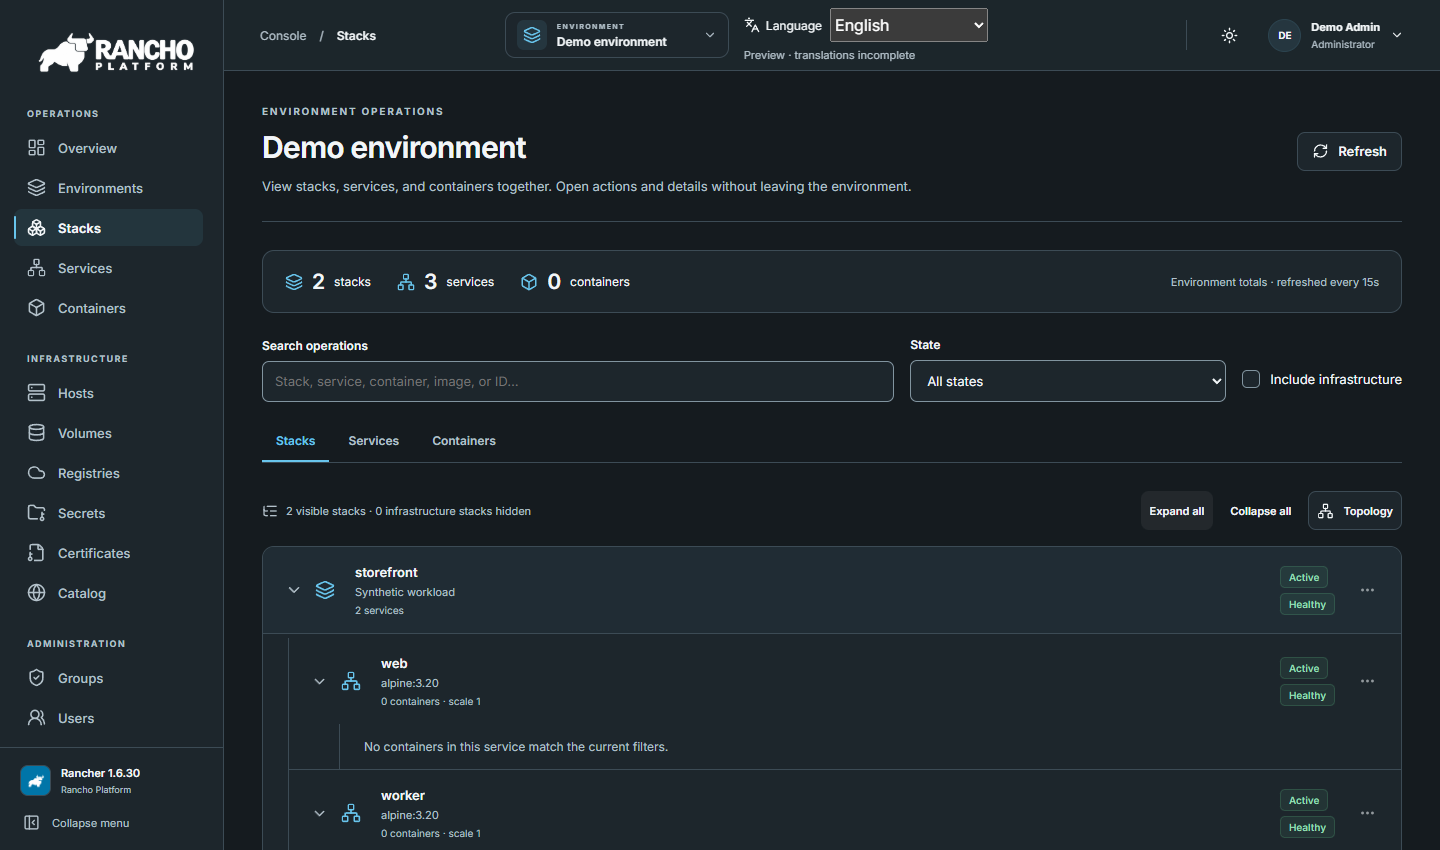 RANCHO
PLATFORM
OPERATIONS
Overview
Environments
Stacks
Services
Containers
INFRASTRUCTURE
Hosts
Volumes
Registries
Secrets
Certificates
Catalog
ADMINISTRATION
Groups
Users
Rancher 1.6.30
Rancho Platform
Collapse menu
Console / Stacks
ENVIRONMENT
Demo environment
Language English
Preview · translations incomplete
DE
Demo Admin
Administrator
ENVIRONMENT OPERATIONS
Demo environment
View stacks, services, and containers together. Open actions and details without leaving the environment.
Refresh
2 stacks 3 services 0 containers
Environment totals · refreshed every 15s
Search operations
Stack, service, container, image, or ID...
State
All states
Include infrastructure
Stacks Services Containers
2 visible stacks · 0 infrastructure stacks hidden
Expand all Collapse all Topology
storefront
Synthetic workload
2 services
Active
Healthy
web
alpine:3.20
0 containers · scale 1
Active
Healthy
No containers in this service match the current filters.
worker
alpine:3.20
0 containers · scale 1
Active
Healthy